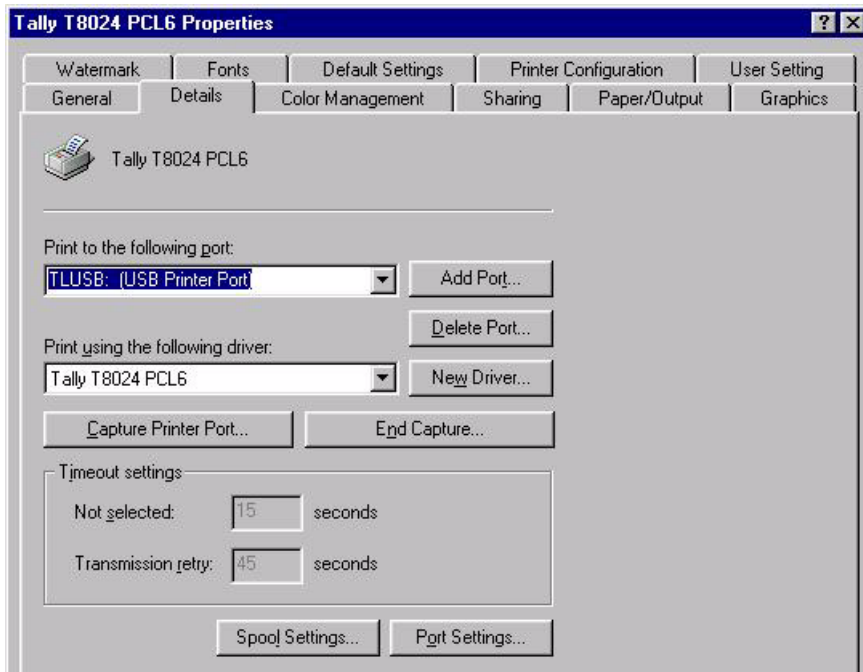 Tally T8024 PCL6 Properties
Watermark Fonts Default Settings Printer Configuration User Setting
General Details Color Management Sharing Paper/Output Graphics
Tally T8024 PCL6
Print to the following port:
TLUSB: (USB Printer Port) Add Port...
Delete Port...
Print using the following driver:
Tally T8024 PCL6 New Driver...
Capture Printer Port... End Capture...
Timeout settings
Not selected: 15 seconds
Transmission retry: 45 seconds
Spool Settings... Port Settings...